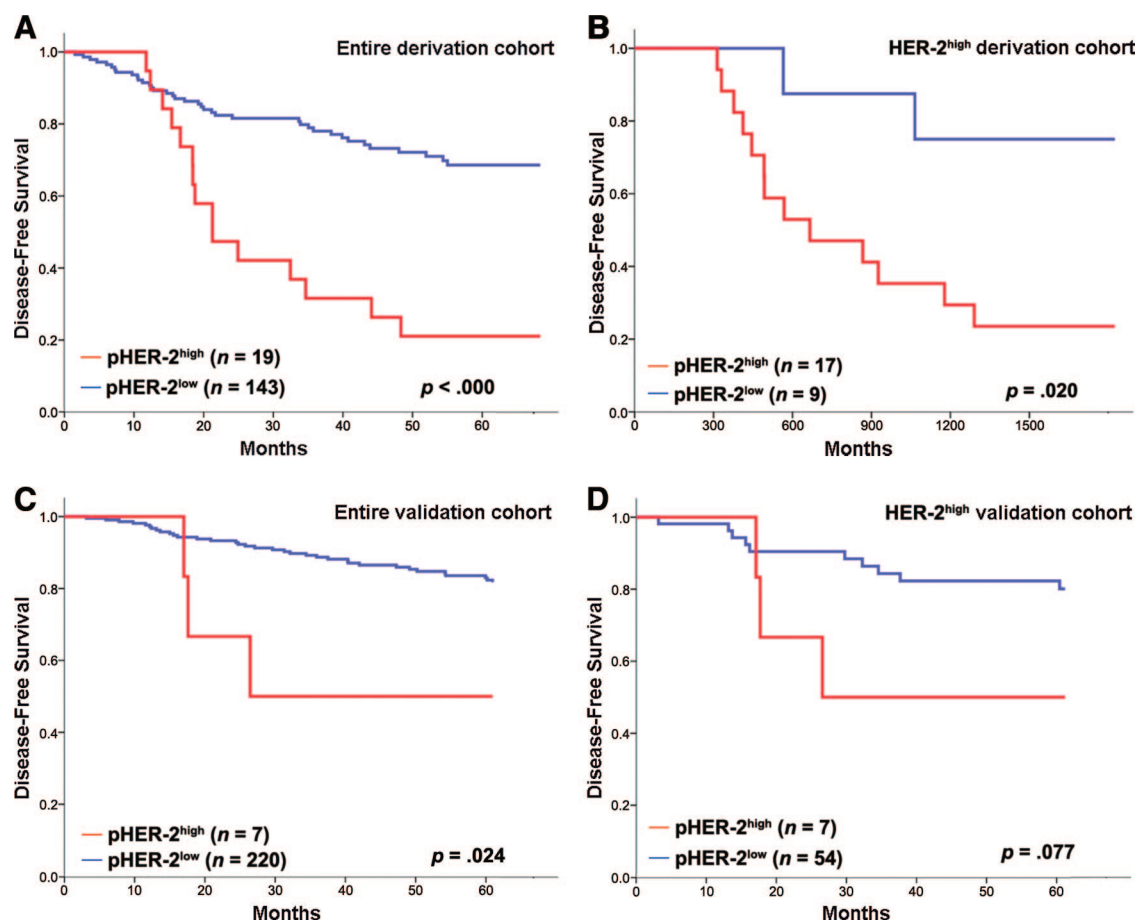 A
Entire derivation cohort
Disease-Free Survival
1.0
0.8
0.6
0.4
0.2
0.0
pHER-2high (n = 19)
pHER-2low (n = 143)
p < .000
0 10 20 30 40 50 60
Months
B
HER-2high derivation cohort
Disease-Free Survival
1.0
0.8
0.6
0.4
0.2
0.0
pHER-2high (n = 17)
pHER-2low (n = 9)
p = .020
0 300 600 900 1200 1500
Months
C
Entire validation cohort
Disease-Free Survival
1.0
0.8
0.6
0.4
0.2
0.0
pHER-2high (n = 7)
pHER-2low (n = 220)
p = .024
0 10 20 30 40 50 60
Months
D
HER-2high validation cohort
Disease-Free Survival
1.0
0.8
0.6
0.4
0.2
0.0
pHER-2high (n = 7)
pHER-2low (n = 54)
p = .077
0 10 20 30 40 50 60
Months